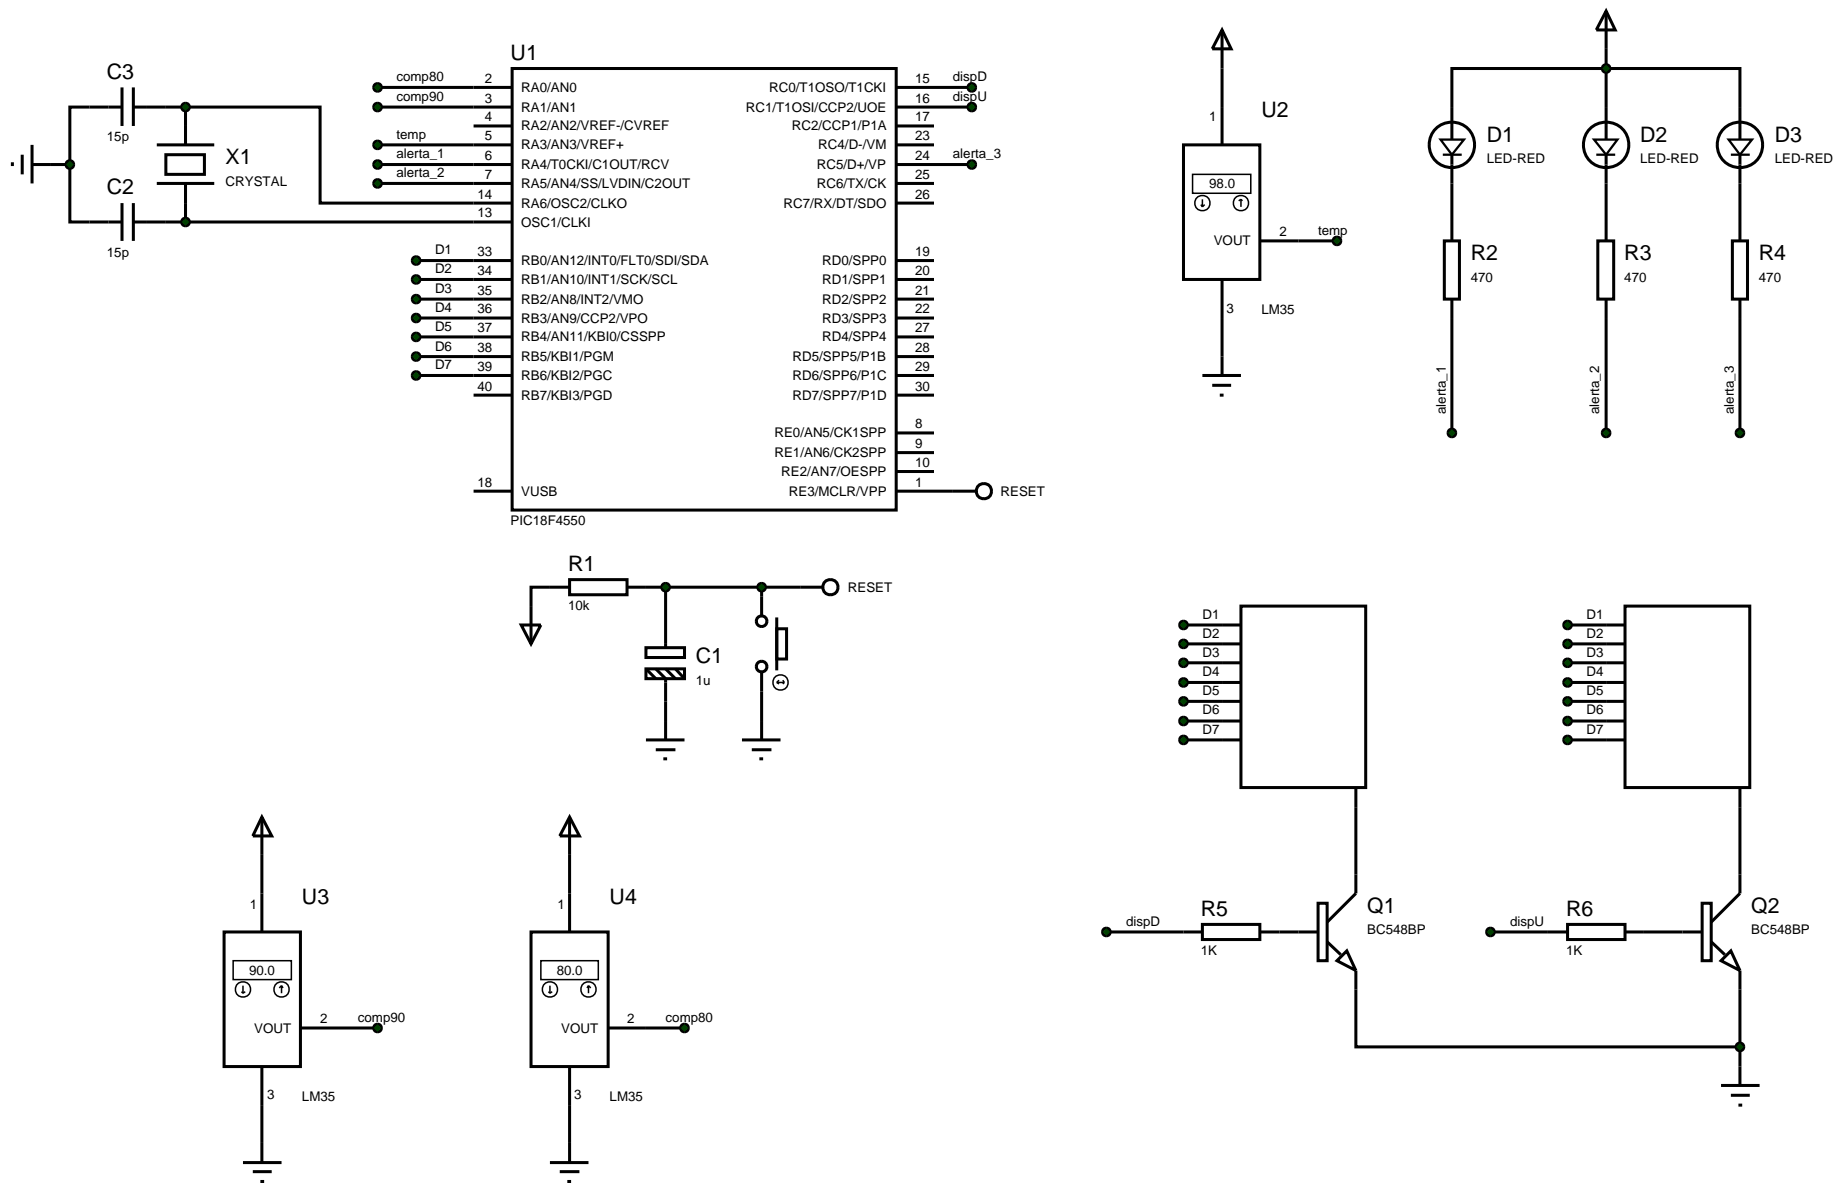 U1
C3
15p
X1
CRYSTAL
C2
15p
comp80 2 RA0/AN0
comp90 3 RA1/AN1
4 RA2/AN2/VREF-/CVREF
temp 5 RA3/AN3/VREF+
alerta_1 6 RA4/T0CKI/C1OUT/RCV
alerta_2 7 RA5/AN4/SS/LVDIN/C2OUT
14 RA6/OSC2/CLKO
13 OSC1/CLKI
D1 33 RB0/AN12/INT0/FLT0/SDI/SDA
D2 34 RB1/AN10/INT1/SCK/SCL
D3 35 RB2/AN8/INT2/VMO
D4 36 RB3/AN9/CCP2/VPO
D5 37 RB4/AN11/KBI0/CSSPP
D6 38 RB5/KBI1/PGM
D7 39 RB6/KBI2/PGC
40 RB7/KBI3/PGD
18 VUSB
RC0/T1OSO/T1CKI 15 dispD
RC1/T1OSI/CCP2/UOE 16 dispU
RC2/CCP1/P1A 17
RC4/D-/VM 23
RC5/D+/VP 24 alerta_3
RC6/TX/CK 25
RC7/RX/DT/SDO 26
RD0/SPP0 19
RD1/SPP1 20
RD2/SPP2 21
RD3/SPP3 22
RD4/SPP4 27
RD5/SPP5/P1B 28
RD6/SPP6/P1C 29
RD7/SPP7/P1D 30
RE0/AN5/CK1SPP 8
RE1/AN6/CK2SPP 9
RE2/AN7/OESPP 10
RE3/MCLR/VPP 1 RESET
PIC18F4550
U2
1
98.0
VOUT 2 temp
3
LM35
D1
LED-RED
D2
LED-RED
D3
LED-RED
R2
470
R3
470
R4
470
alerta_1
alerta_2
alerta_3
R1
10k
RESET
C1
1u
D1
D2
D3
D4
D5
D6
D7
D1
D2
D3
D4
D5
D6
D7
U3
1
90.0
VOUT 2 comp90
3
LM35
U4
1
80.0
VOUT 2 comp80
3
LM35
dispD
R5
1K
Q1
BC548BP
dispU
R6
1K
Q2
BC548BP